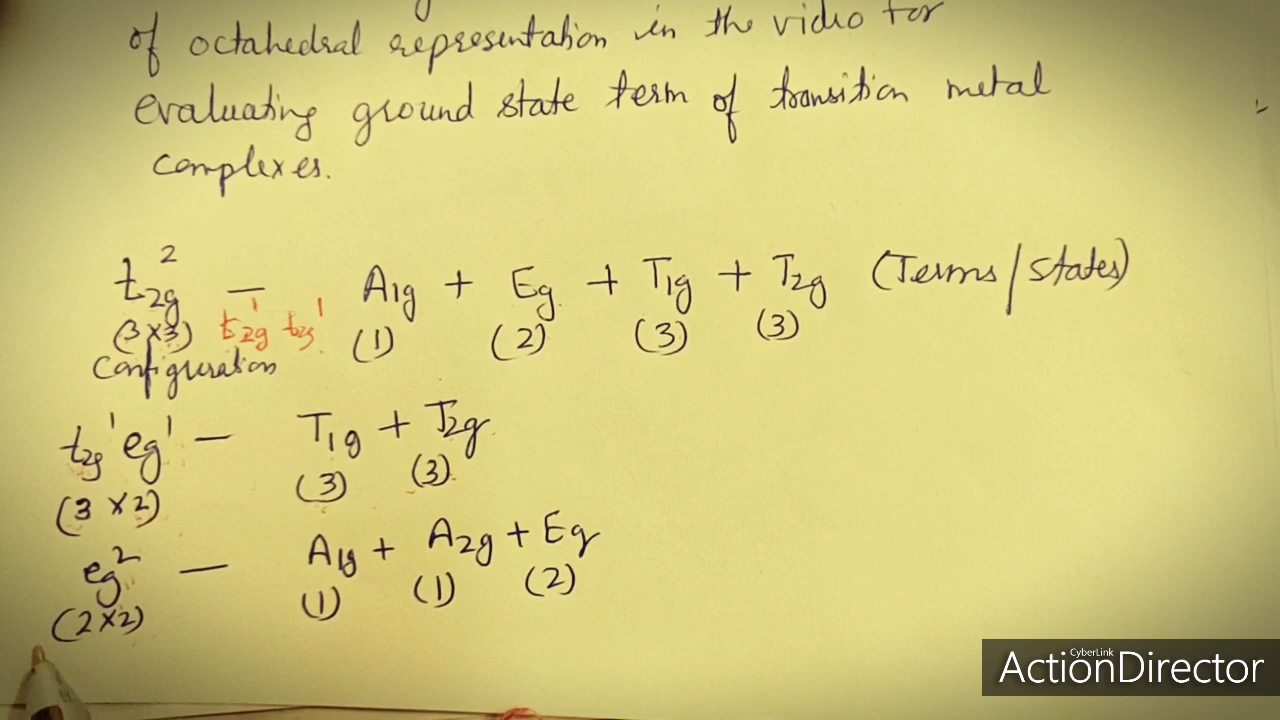 of octahedral representation in the video for
evaluating ground state term of transition metal
complexes.
t₂g² — A₁g + Eg + T₁g + T₂g (Terms/states)
(3×3) t₂g¹ t₂g¹ (1) (2) (3) (3)
Configuration
t₂g¹ eg¹ — T₁g + T₂g
(3×2) (3) (3)
eg² — A₁g + A₂g + Eg
(2×2) (1) (1) (2)
CyberLink
ActionDirector